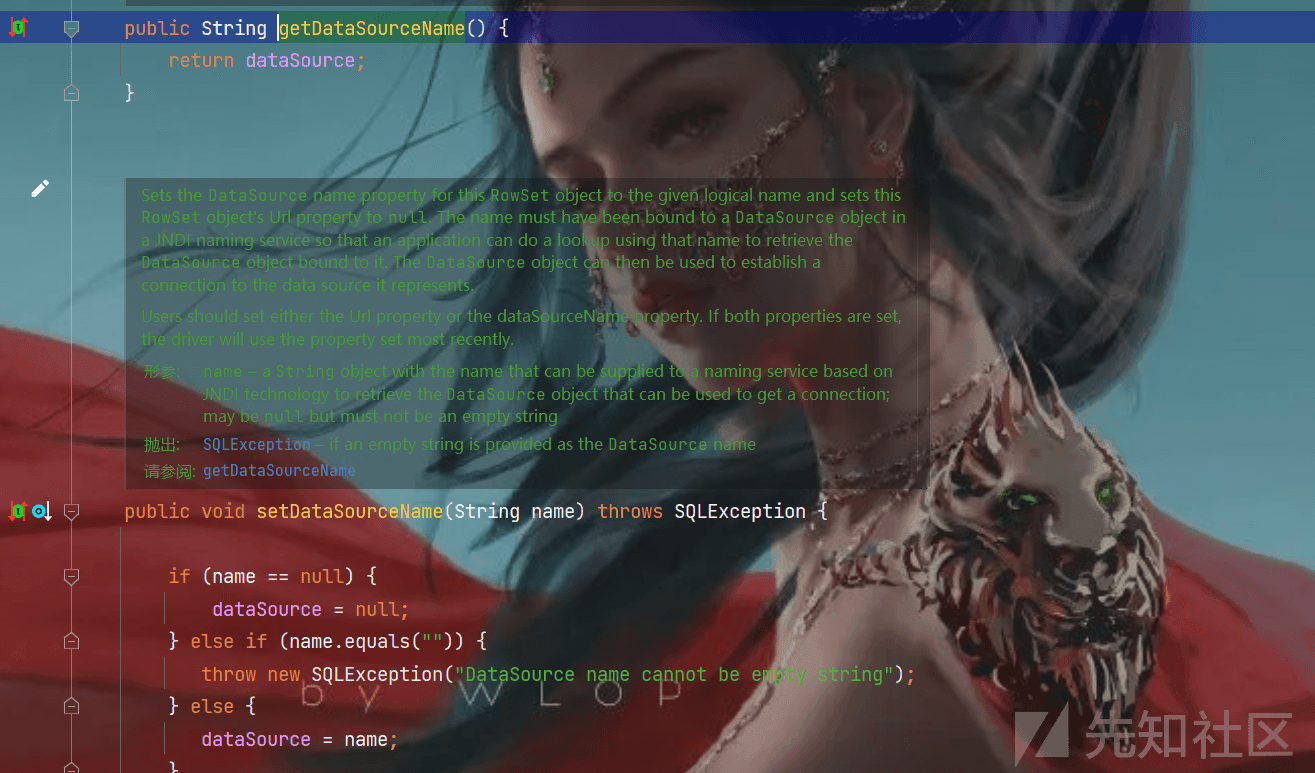 public String getDataSourceName() {
return dataSource;
}
Sets the DataSource name property for this RowSet object to the given logical name and sets this
RowSet object's Url property to null. The name must have been bound to a DataSource object in
a JNDI naming service so that an application can do a lookup using that name to retrieve the
DataSource object bound to it. The DataSource object can then be used to establish a
connection to the data source it represents.
Users should set either the Url property or the dataSourceName property. If both properties are set,
the driver will use the property set most recently.
形参: name – a String object with the name that can be supplied to a naming service based on
JNDI technology to retrieve the DataSource object that can be used to get a connection;
may be null but must not be an empty string
抛出: SQLException – if an empty string is provided as the DataSource name
请参阅: getDataSourceName
public void setDataSourceName(String name) throws SQLException {
if (name == null) {
dataSource = null;
} else if (name.equals("")) {
throw new SQLException("DataSource name cannot be empty string");
by WLOP
} else {
dataSource = name;
}
先知社区